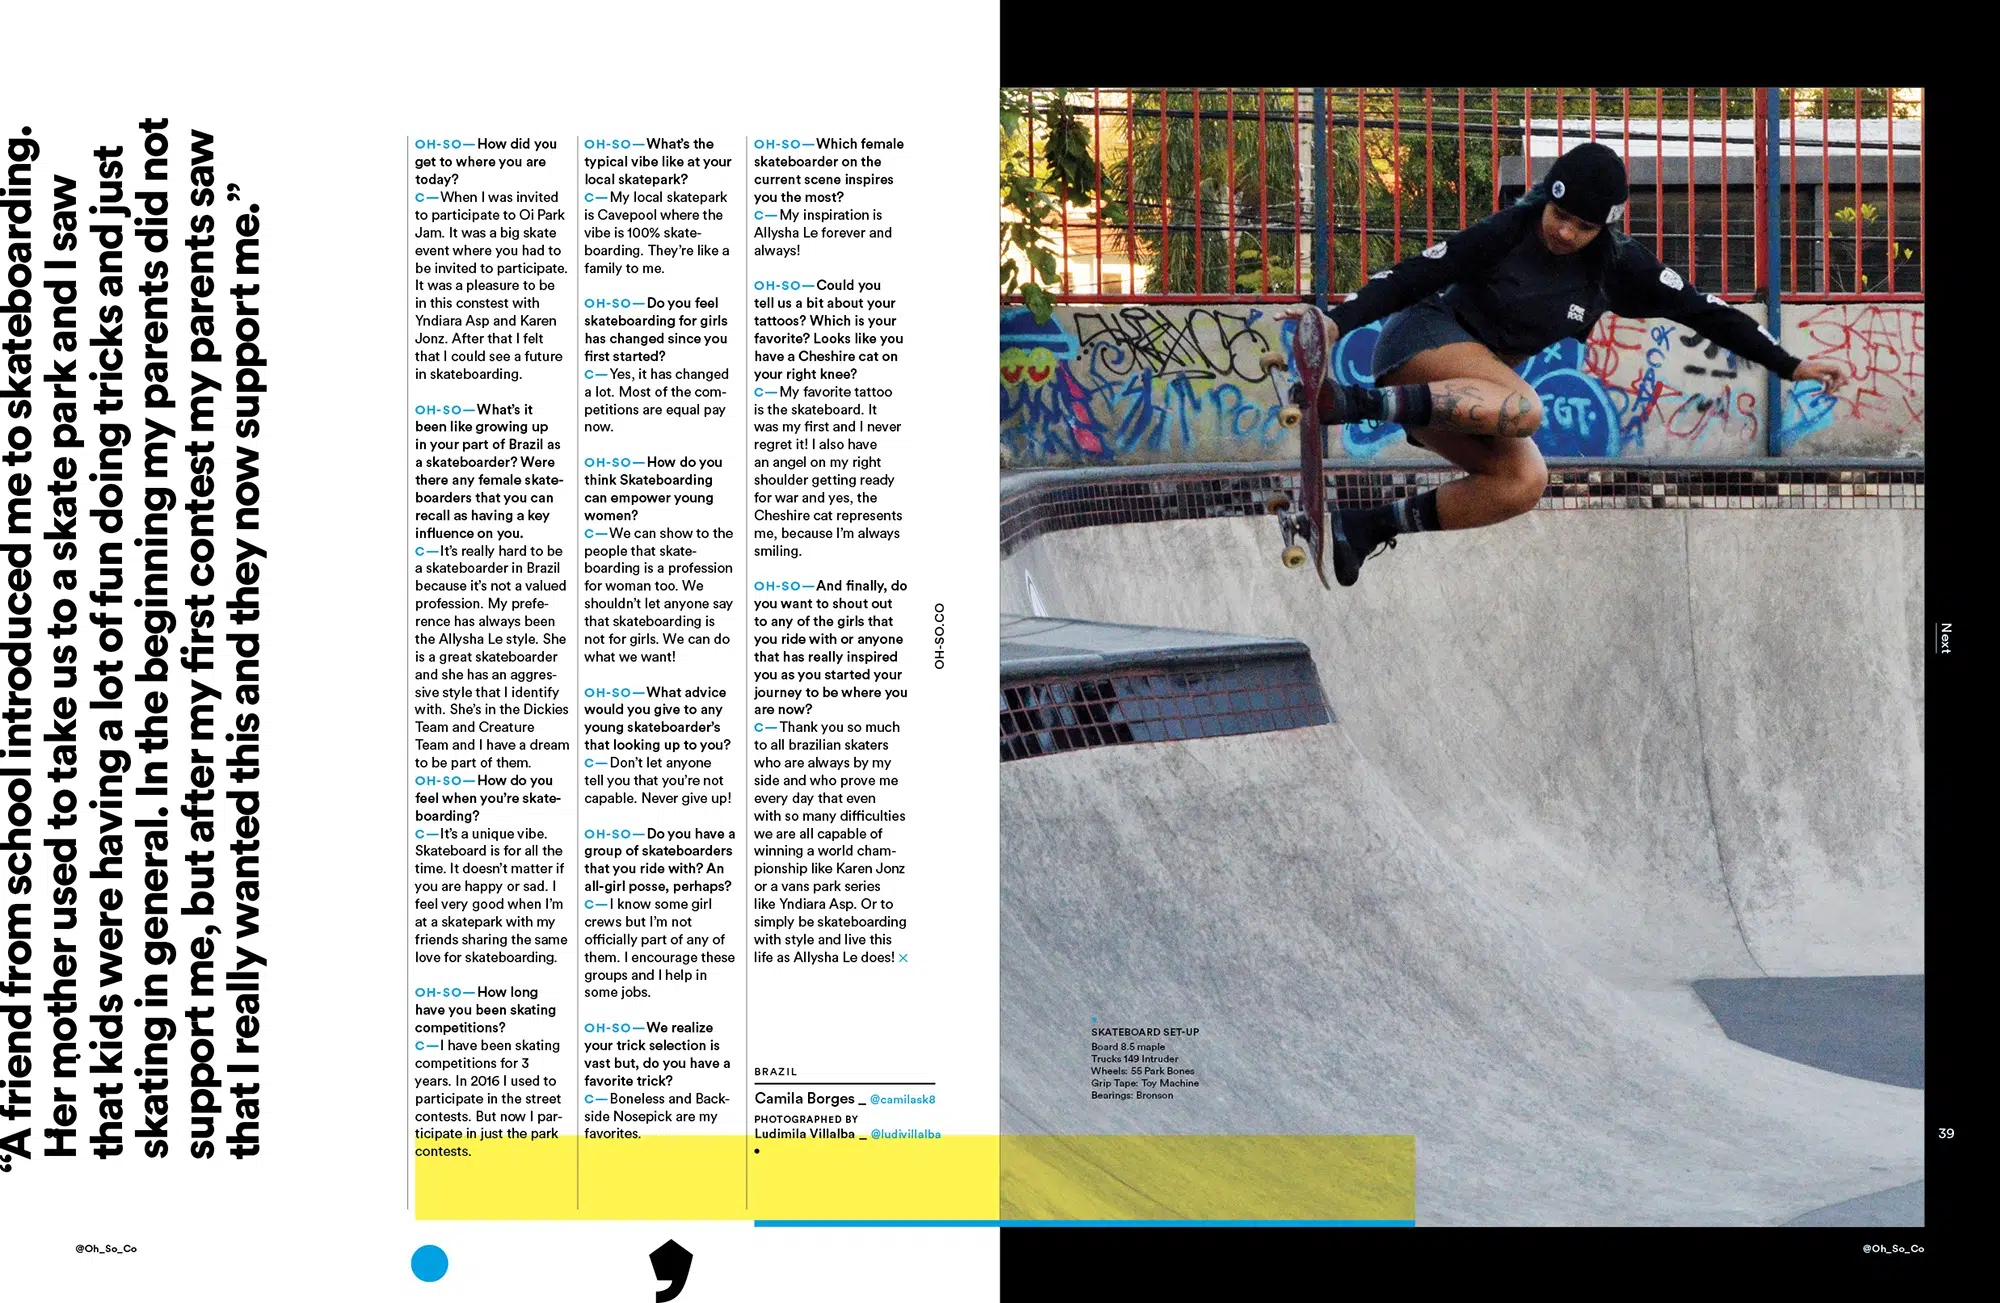 “A friend from school introduced me to skateboarding.
Her mother used to take us to a skate park and I saw
that kids were having a lot of fun doing tricks and just
skating in general. In the beginning my parents did not
support me, but after my first contest my parents saw
that I really wanted this and they now support me.”
OH-SO—How did you
get to where you are
today?
C—When I was invited
to participate to Oi Park
Jam. It was a big skate
event where you had to
be invited to participate.
It was a pleasure to be
in this constest with
Yndiara Asp and Karen
Jonz. After that I felt
that I could see a future
in skateboarding.
OH-SO—What’s it
been like growing up
in your part of Brazil as
a skateboarder? Were
there any female skate-
boarders that you can
recall as having a key
influence on you.
C—It’s really hard to be
a skateboarder in Brazil
because it’s not a valued
profession. My prefe-
rence has always been
the Allysha Le style. She
is a great skateboarder
and she has an aggres-
sive style that I identify
with. She’s in the Dickies
Team and Creature
Team and I have a dream
to be part of them.
OH-SO—How do you
feel when you’re skate-
boarding?
C—It’s a unique vibe.
Skateboard is for all the
time. It doesn’t matter if
you are happy or sad. I
feel very good when I’m
at a skatepark with my
friends sharing the same
love for skateboarding.
OH-SO—How long
have you been skating
competitions?
C—I have been skating
competitions for 3
years. In 2016 I used to
participate in the street
contests. But now I par-
ticipate in just the park
contests.
OH-SO—What’s the
typical vibe like at your
local skatepark?
C—My local skatepark
is Cavepool where the
vibe is 100% skate-
boarding. They’re like a
family to me.
OH-SO—Do you feel
skateboarding for girls
has changed since you
first started?
C—Yes, it has changed
a lot. Most of the com-
petitions are equal pay
now.
OH-SO—How do you
think Skateboarding
can empower young
women?
C—We can show to the
people that skate-
boarding is a profession
for woman too. We
shouldn’t let anyone say
that skateboarding is
not for girls. We can do
what we want!
OH-SO—What advice
would you give to any
young skateboarder’s
that looking up to you?
C—Don’t let anyone
tell you that you’re not
capable. Never give up!
OH-SO—Do you have a
group of skateboarders
that you ride with? An
all-girl posse, perhaps?
C—I know some girl
crews but I’m not
officially part of any of
them. I encourage these
groups and I help in
some jobs.
OH-SO—We realize
your trick selection is
vast but, do you have a
favorite trick?
C—Boneless and Back-
side Nosepick are my
favorites.
OH-SO—Which female
skateboarder on the
current scene inspires
you the most?
C—My inspiration is
Allysha Le forever and
always!
OH-SO—Could you
tell us a bit about your
tattoos? Which is your
favorite? Looks like you
have a Cheshire cat on
your right knee?
C—My favorite tattoo
is the skateboard. It
was my first and I never
regret it! I also have
an angel on my right
shoulder getting ready
for war and yes, the
Cheshire cat represents
me, because I’m always
smiling.
OH-SO—And finally, do
you want to shout out
to any of the girls that
you ride with or anyone
that has really inspired
you as you started your
journey to be where you
are now?
C—Thank you so much
to all brazilian skaters
who are always by my
side and who prove me
every day that even
with so many difficulties
we are all capable of
winning a world cham-
pionship like Karen Jonz
or a vans park series
like Yndiara Asp. Or to
simply be skateboarding
with style and live this
life as Allysha Le does! ×
BRAZIL
Camila Borges _ @camilask8
PHOTOGRAPHED BY
Ludimila Villalba _ @ludivillalba
OH-SO.CO
@Oh_So_Co
CAVE
POOL
FGT.
SKATEBOARD SET-UP
Board 8.5 maple
Trucks 149 Intruder
Wheels: 55 Park Bones
Grip Tape: Toy Machine
Bearings: Bronson
Next
39
@Oh_So_Co